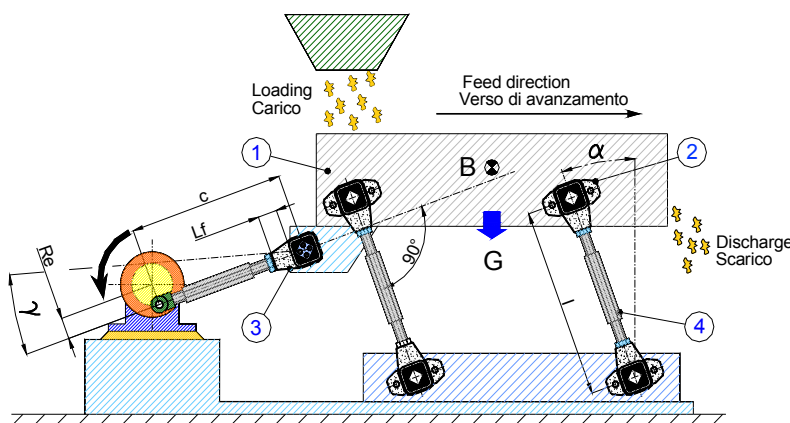 Loading
Carico
Feed direction
Verso di avanzamento
1
B
α
2
c
Lf
Re
γ
90°
G
l
Discharge
Scarico
3
4